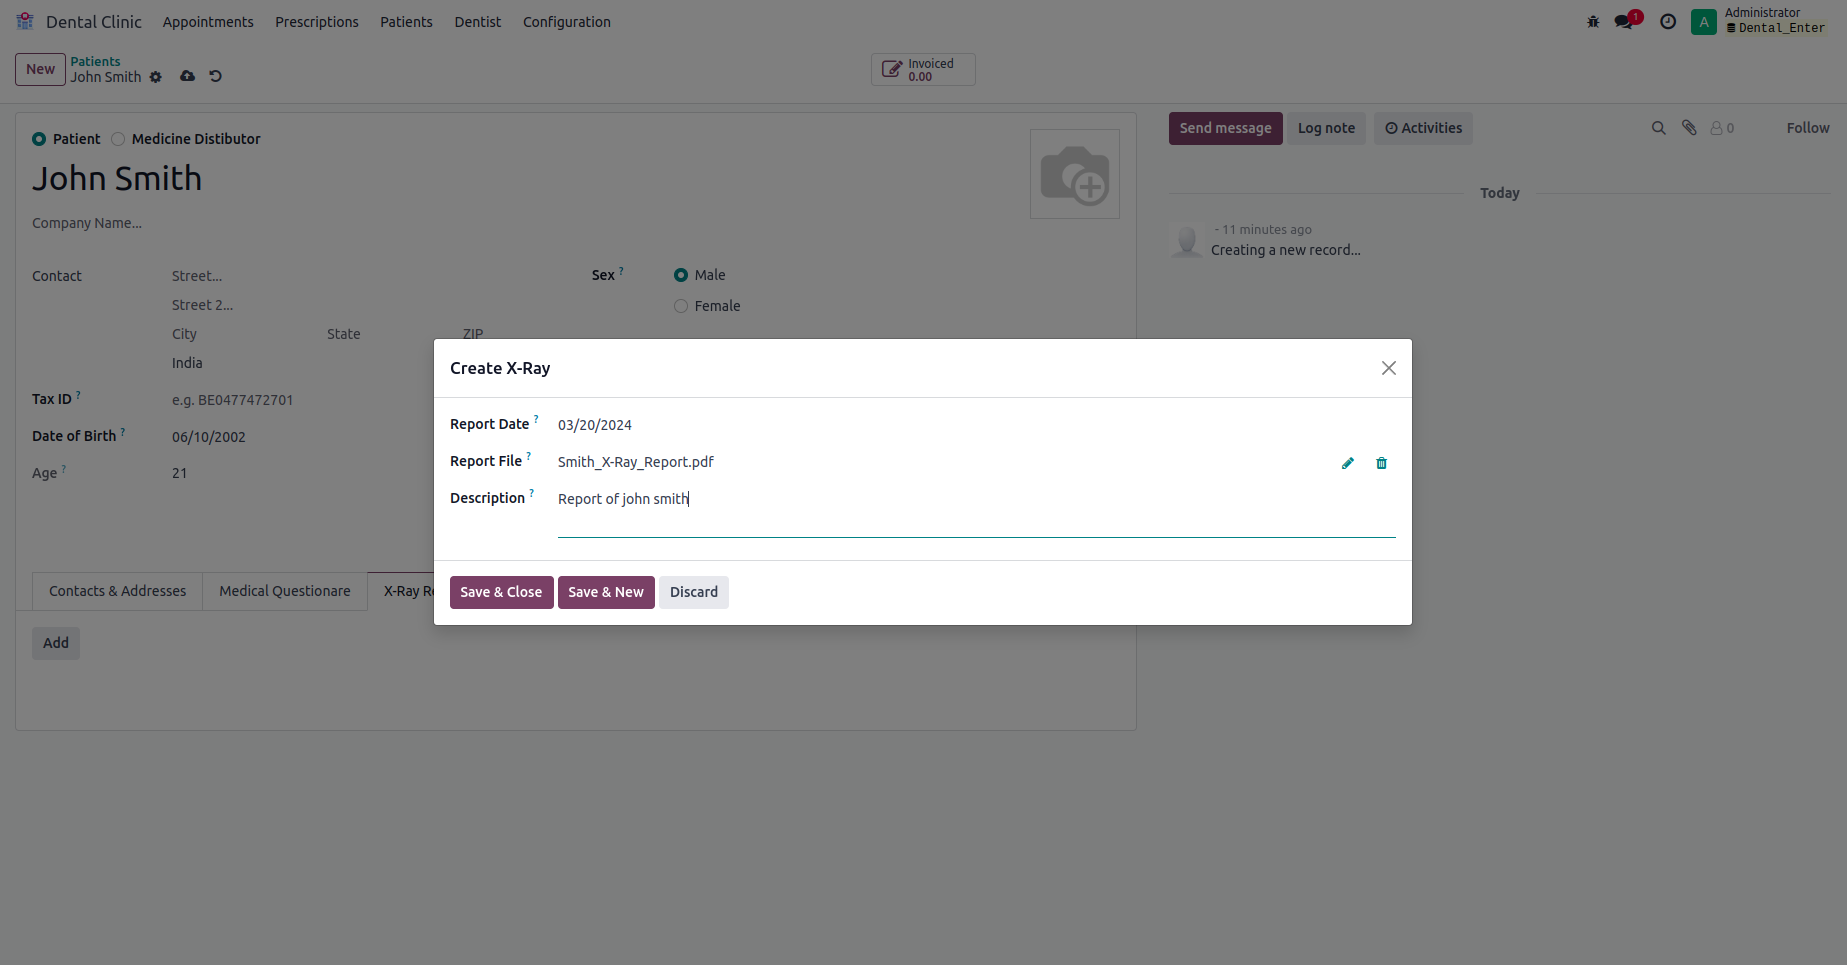 Dental Clinic Appointments Prescriptions Patients Dentist Configuration
1 A Administrator
Dental_Enter
New Patients
John Smith
Invoiced
0.00
Patient Medicine Distibutor
John Smith
Company Name...
Contact Street...
Street 2...
City State ZIP
India
Tax ID ? e.g. BE0477472701
Date of Birth ? 06/10/2002
Age ? 21
Sex ? Male
Female
Contacts & Addresses Medical Questionare X-Ray Re
Add
Send message Log note Activities 0 Follow
Today
- 11 minutes ago
Creating a new record...
Create X-Ray
Report Date ? 03/20/2024
Report File ? Smith_X-Ray_Report.pdf
Description ? Report of john smith
Save & Close Save & New Discard